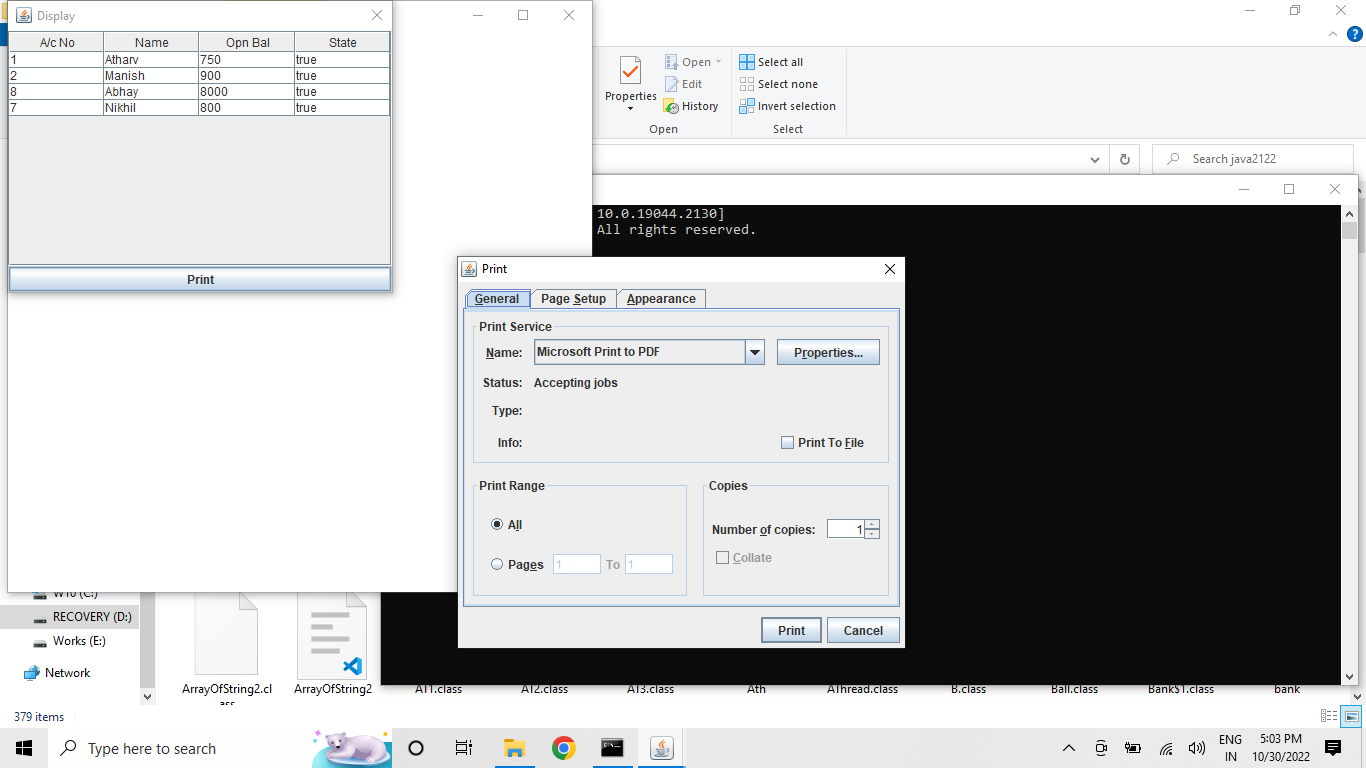 Display
A/c No Name Opn Bal State
1 Atharv 750 true
2 Manish 900 true
8 Abhay 8000 true
7 Nikhil 800 true
Print
Properties
Open
Edit
History
Open
Select all
Select none
Invert selection
Select
Search java2122
10.0.19044.2130]
All rights reserved.
Print
General Page Setup Appearance
Print Service
Name: Microsoft Print to PDF Properties...
Status: Accepting jobs
Type:
Info: Print To File
Print Range
All
Pages 1 To 1
Copies
Number of copies: 1
Collate
Print Cancel
W10 (C:)
RECOVERY (D:)
Works (E:)
Network
ArrayOfString2.cl
ass
ArrayOfString2
AT1.class AT2.class AT3.class Ath AThread.class B.class Ball.class Bank$1.class bank
379 items
Type here to search
ENG
IN
5:03 PM
10/30/2022